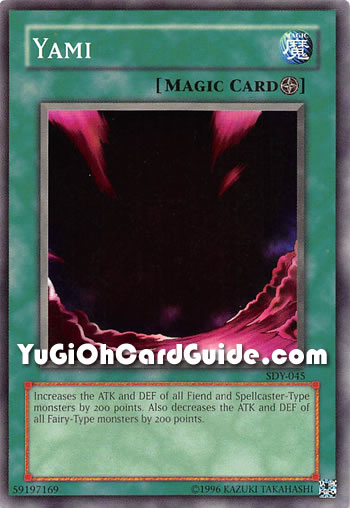 YAMI
MAGIC
魔
[MAGIC CARD]
YuGiOhCardGuide.com
SDY-045
Increases the ATK and DEF of all Fiend and Spellcaster-Type
monsters by 200 points. Also decreases the ATK and DEF of
all Fairy-Type monsters by 200 points.
59197169
©1996 KAZUKI TAKAHASHI